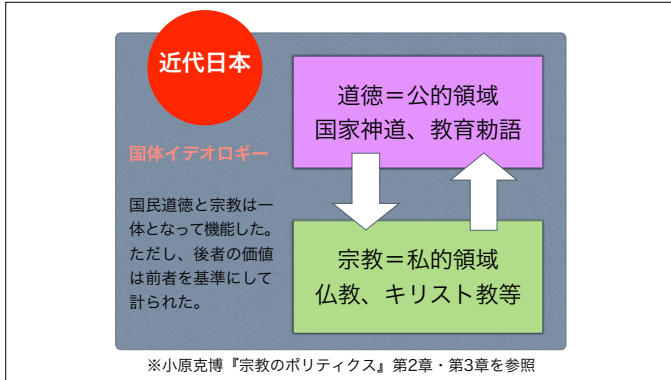 近代日本
国体イデオロギー
国民道徳と宗教は一
体となって機能した。
ただし、後者の価値
は前者を基準にして
計られた。
道徳＝公的領域
国家神道、教育勅語
宗教＝私的領域
仏教、キリスト教等
※小原克博『宗教のポリティクス』第2章・第3章を参照